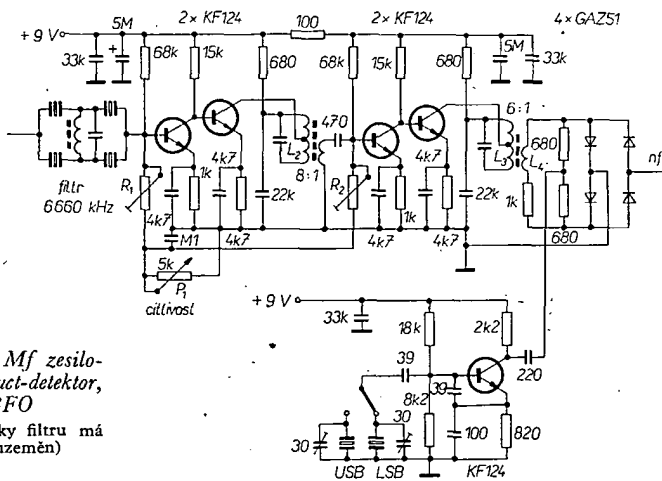 2× KF124
100
2× KF124
4× GAZ51
+ 9 V
5M
33k
+
68k
15k
680
68k
15k
680
5M
33k
470
6:1
filtr
6 660 kHz
R1
4k7
1k
4k7
L2
8:1
R2
4k7
L3
L4
680
1k
680
nf
4k7
M1
4k7
22k
4k7
1k
4k7
22k
5k
P1
citlivost
+ 9 V
33k
18k
2k2
39
39
220
8k2
30
30
100
820
USB
LSB
KF124
Mf zesilo-
uct-detektor,
FO
ky filtru má
uzeměn)